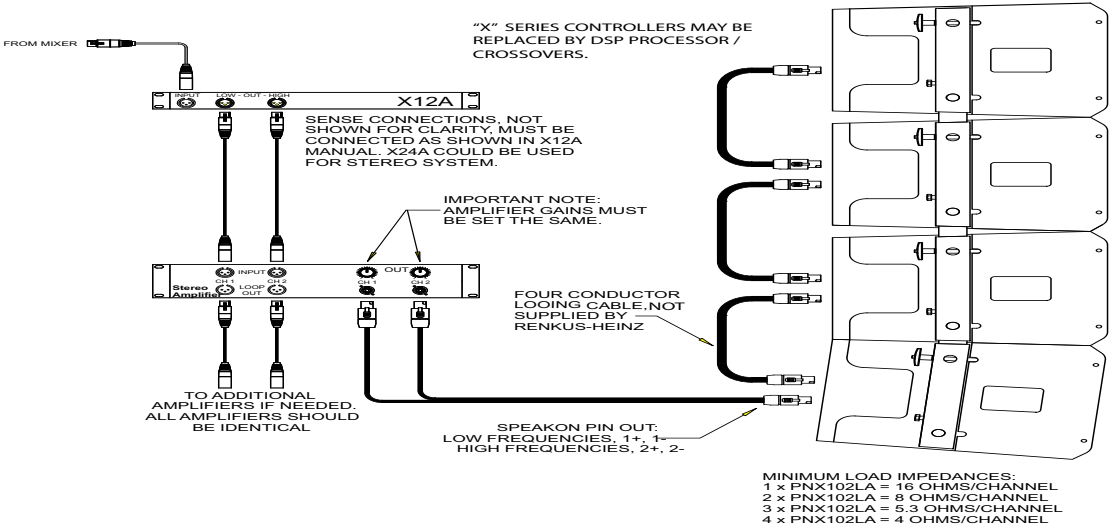 "X" SERIES CONTROLLERS MAY BE
REPLACED BY DSP PROCESSOR /
CROSSOVERS.
FROM MIXER
INPUT LOW - OUT - HIGH
X12A
SENSE CONNECTIONS, NOT
SHOWN FOR CLARITY, MUST BE
CONNECTED AS SHOWN IN X12A
MANUAL. X24A COULD BE USED
FOR STEREO SYSTEM.
IMPORTANT NOTE:
AMPLIFIER GAINS MUST
BE SET THE SAME.
INPUT
OUT
CH 1
CH 2
CH 1
CH 2
Stereo
Amplifier
LOOP
OUT
FOUR CONDUCTOR
LOOING CABLE,NOT
SUPPLIED BY
RENKUS-HEINZ
TO ADDITIONAL
AMPLIFIERS IF NEEDED.
ALL AMPLIFIERS SHOULD
BE IDENTICAL
SPEAKON PIN OUT:
LOW FREQUENCIES, 1+, 1-
HIGH FREQUENCIES, 2+, 2-
MINIMUM LOAD IMPEDANCES:
1 x PNX102LA = 16 OHMS/CHANNEL
2 x PNX102LA = 8 OHMS/CHANNEL
3 x PNX102LA = 5.3 OHMS/CHANNEL
4 x PNX102LA = 4 OHMS/CHANNEL